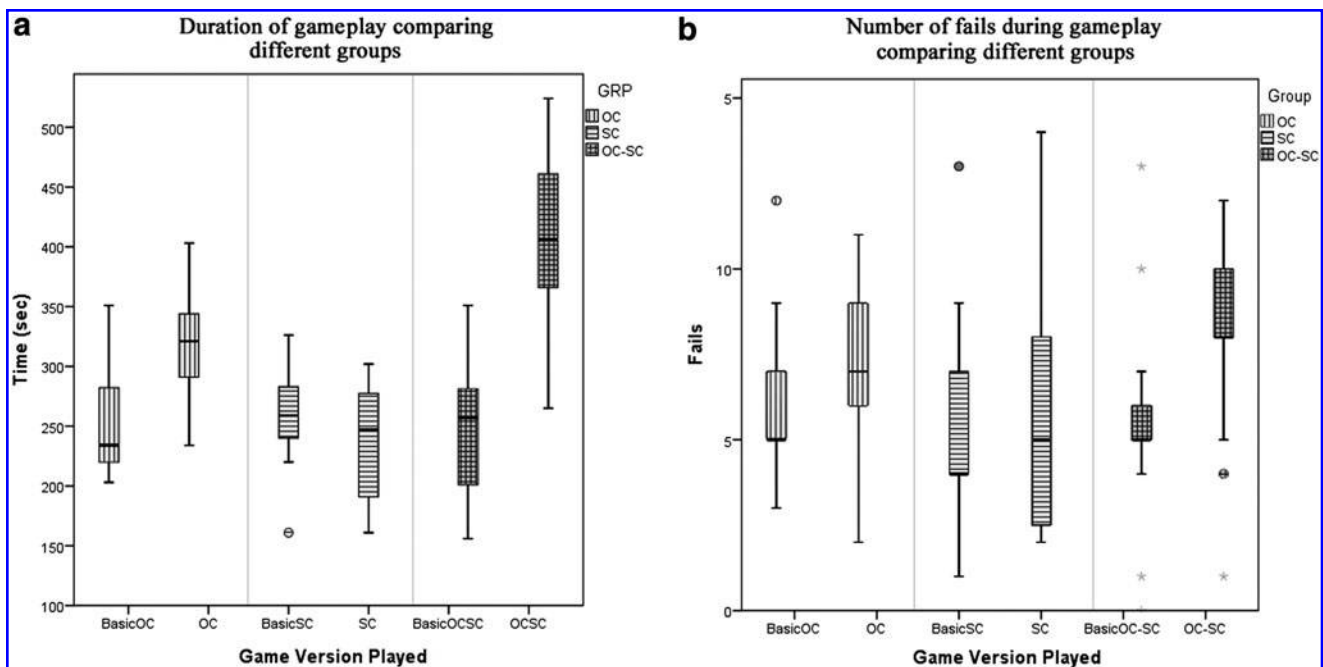 a
Duration of gameplay comparing
different groups
GRP
OC
SC
OC-SC
Time (sec)
500
450
400
350
300
250
200
150
100
BasicOC
OC
BasicSC
SC
BasicOCSC
OCSC
Game Version Played
b
Number of fails during gameplay
comparing different groups
Group
OC
SC
OC-SC
Fails
5
10
5
0
BasicOC
OC
BasicSC
SC
BasicOC-SC
OC-SC
Game Version Played